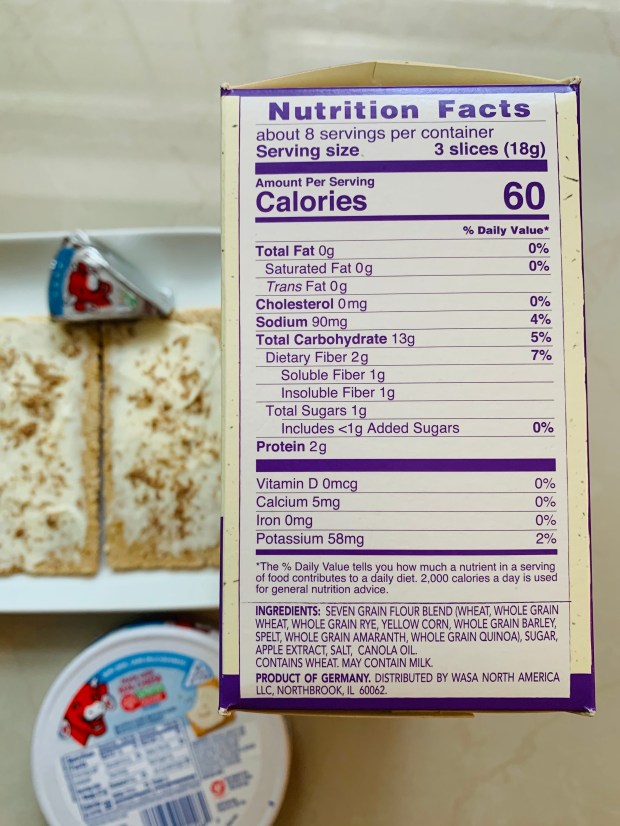 Nutrition Facts
about 8 servings per container
Serving size 3 slices (18g)
Amount Per Serving
Calories 60
% Daily Value*
Total Fat 0g 0%
Saturated Fat 0g 0%
Trans Fat 0g
Cholesterol 0mg 0%
Sodium 90mg 4%
Total Carbohydrate 13g 5%
Dietary Fiber 2g 7%
Soluble Fiber 1g
Insoluble Fiber 1g
Total Sugars 1g
Includes <1g Added Sugars 0%
Protein 2g
Vitamin D 0mcg 0%
Calcium 5mg 0%
Iron 0mg 0%
Potassium 58mg 2%
*The % Daily Value tells you how much a nutrient in a serving
of food contributes to a daily diet. 2,000 calories a day is used
for general nutrition advice.
INGREDIENTS: SEVEN GRAIN FLOUR BLEND (WHEAT, WHOLE GRAIN
WHEAT, WHOLE GRAIN RYE, YELLOW CORN, WHOLE GRAIN BARLEY,
SPELT, WHOLE GRAIN AMARANTH, WHOLE GRAIN QUINOA), SUGAR,
APPLE EXTRACT, SALT, CANOLA OIL.
CONTAINS WHEAT. MAY CONTAIN MILK.
PRODUCT OF GERMANY. DISTRIBUTED BY WASA NORTH AMERICA
LLC, NORTHBROOK, IL 60062.